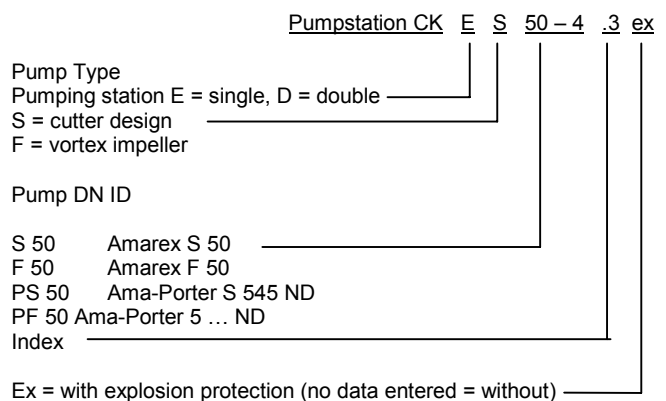 Pumpstation CK E S 50 – 4 .3 ex
Pump Type
Pumping station E = single, D = double
S = cutter design
F = vortex impeller
Pump DN ID
S 50 Amarex S 50
F 50 Amarex F 50
PS 50 Ama-Porter S 545 ND
PF 50 Ama-Porter 5 … ND
Index
Ex = with explosion protection (no data entered = without)